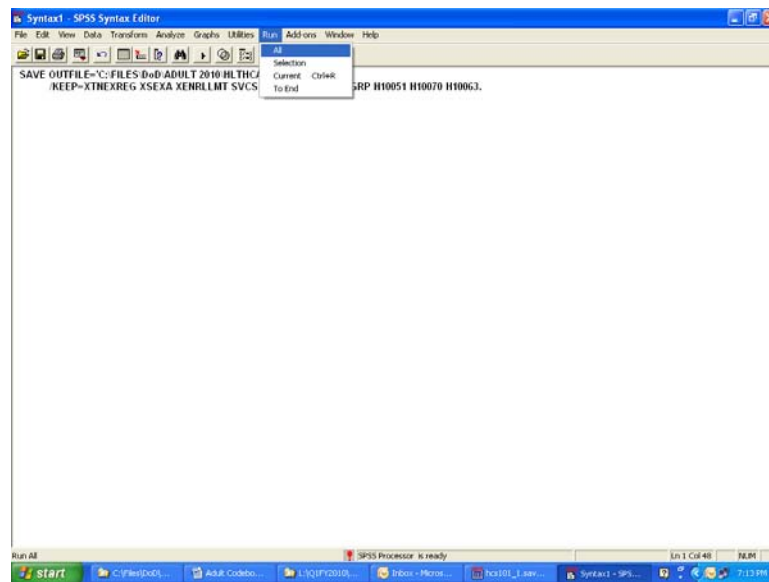 Syntax1 - SPSS Syntax Editor
File Edit View Data Transform Analyze Graphs Utilities Run Add-ons Window Help
All
Selection
Current Ctrl+R
To End
SAVE OUTFILE='C:\FILES\DoD\ADULT 2010\HLTHCA
/KEEP=XTNEXREG XSEXA XENRLLMT SVCS GRP H10051 H10070 H10063.
Run All SPSS Processor is ready Ln 1 Col 48 NUM
start C:\Files\DoD\... Adult Codebo... L:\Q1FY2010\... Inbox - Micros... hcs101_1.sav... Syntax1 - SPS... 7:13 PM